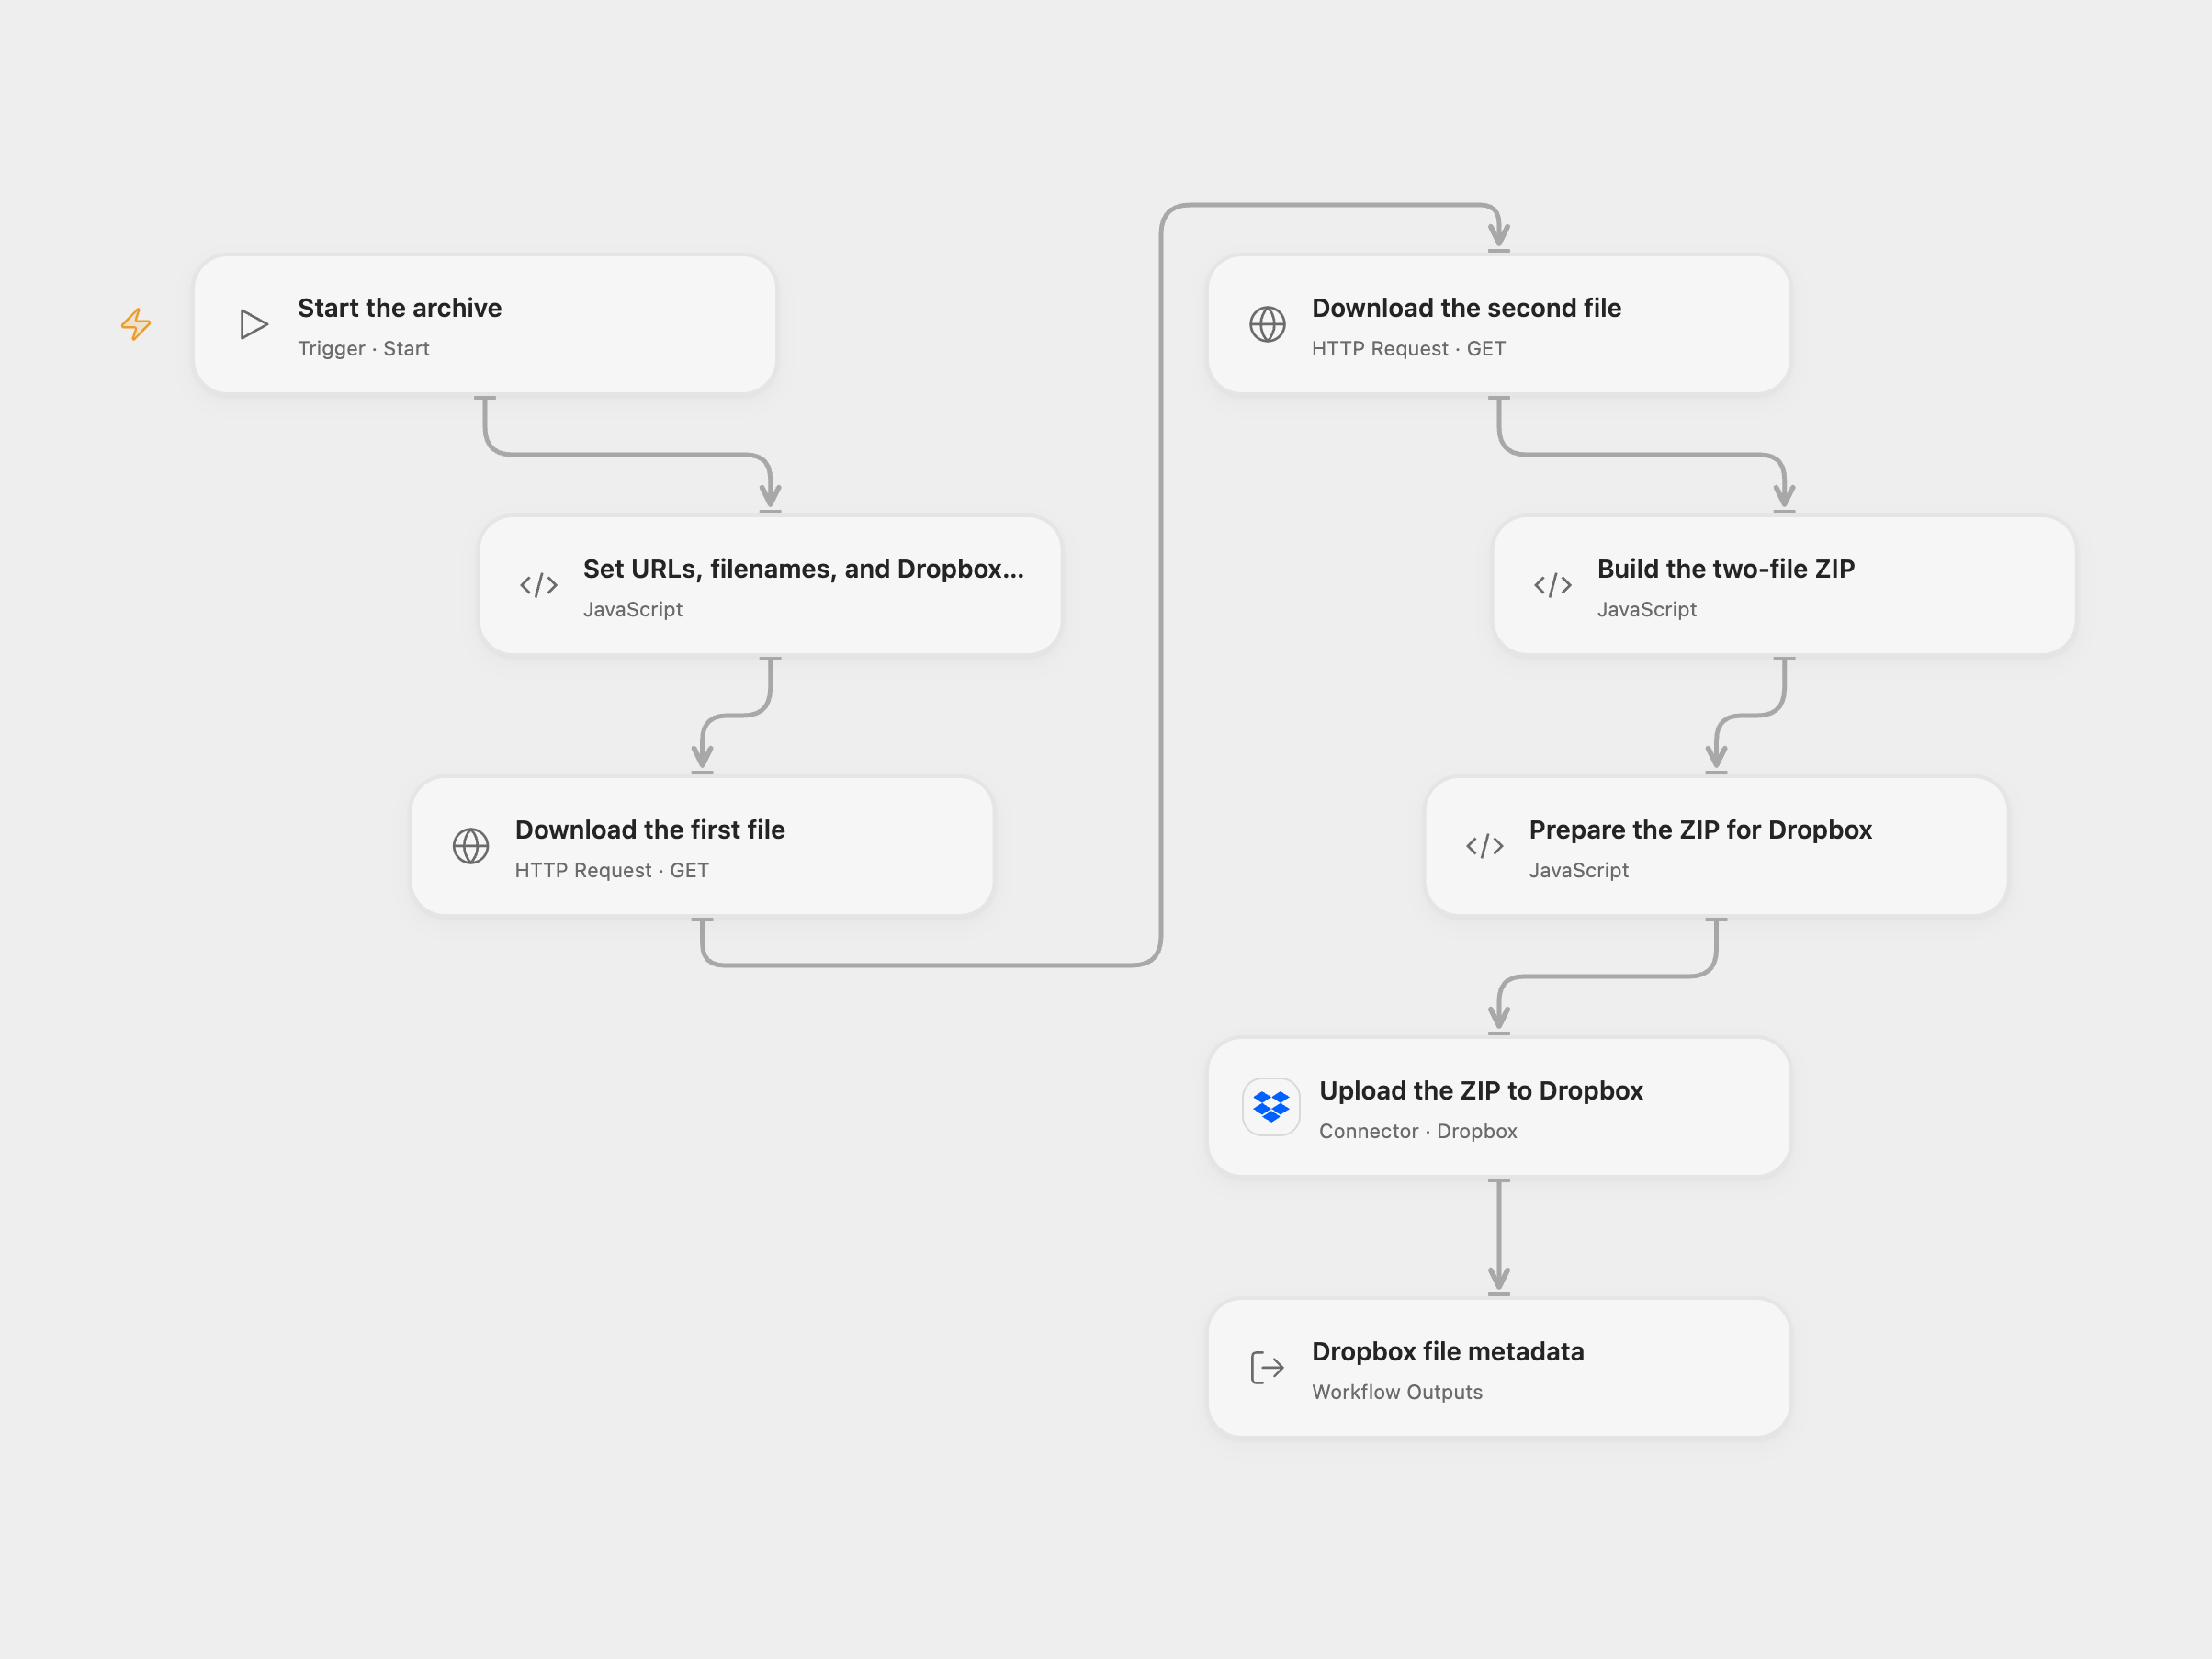 Start the archive
Trigger · Start
Set URLs, filenames, and Dropbox...
JavaScript
Download the first file
HTTP Request · GET
Download the second file
HTTP Request · GET
Build the two-file ZIP
JavaScript
Prepare the ZIP for Dropbox
JavaScript
Upload the ZIP to Dropbox
Connector · Dropbox
Dropbox file metadata
Workflow Outputs